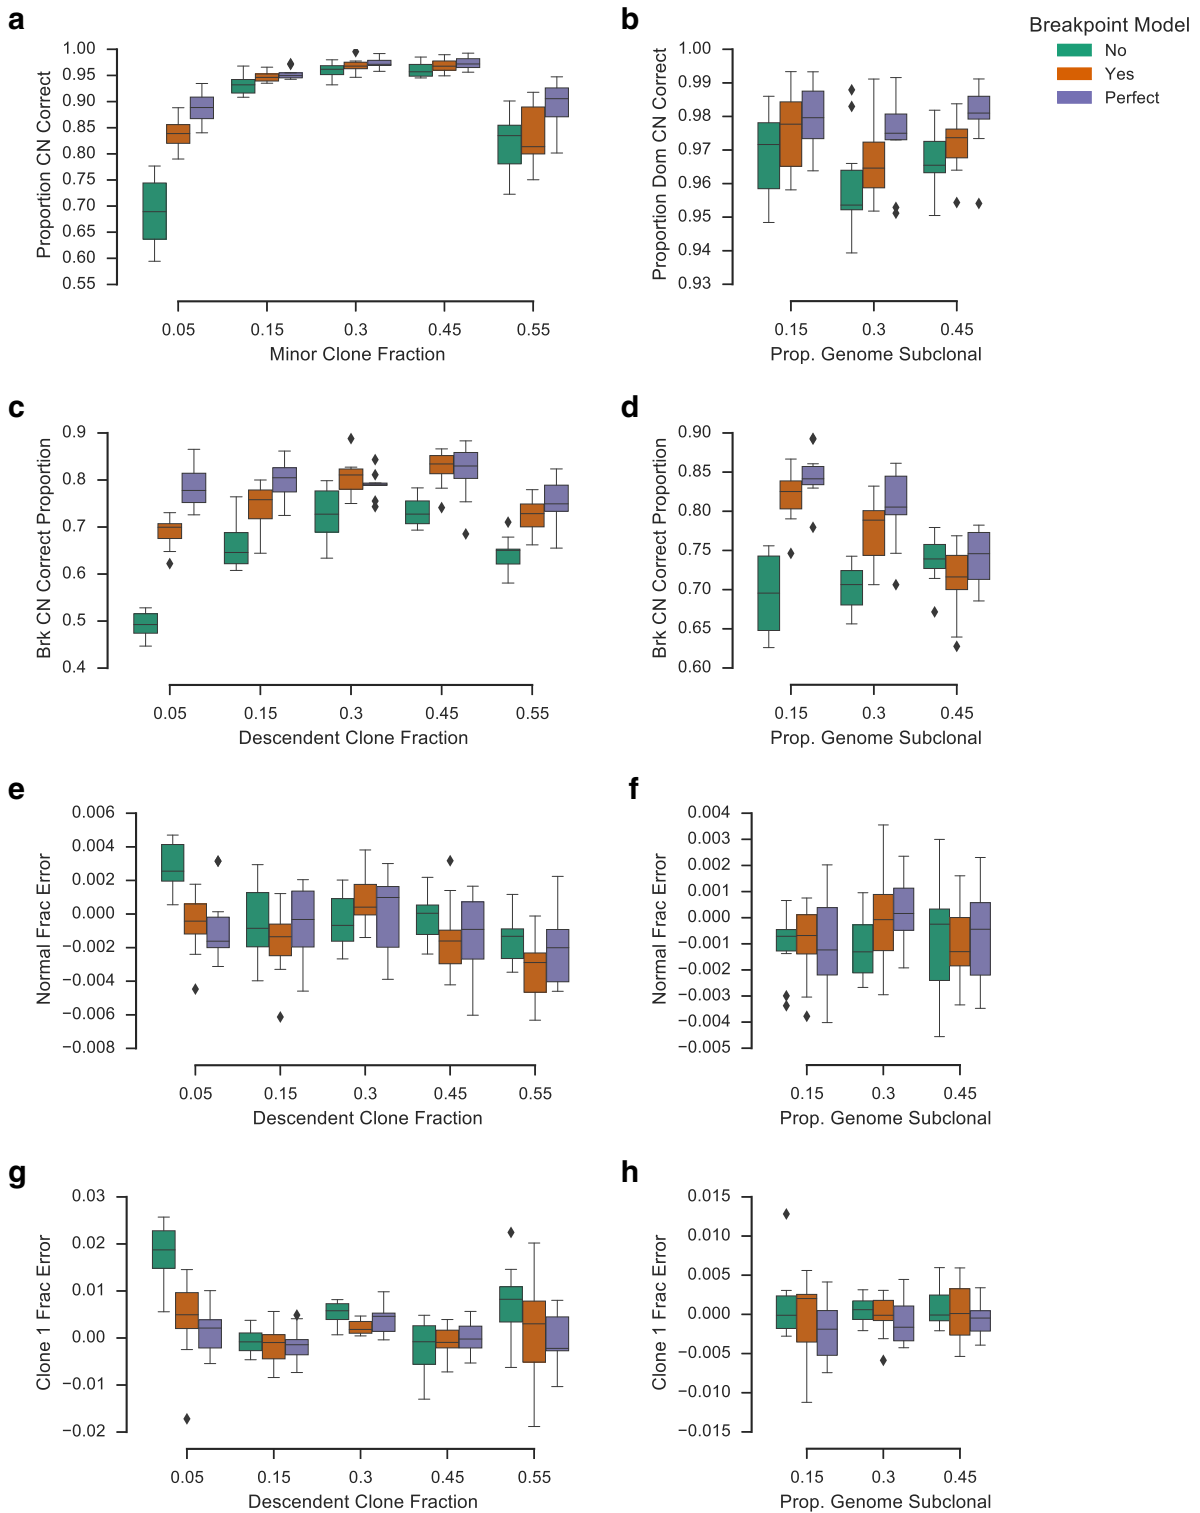 a
1.00
0.95
0.90
0.85
0.80
0.75
0.70
0.65
0.60
0.55
Proportion CN Correct
0.05 0.15 0.3 0.45 0.55
Minor Clone Fraction
b
1.00
0.99
0.98
0.97
0.96
0.95
0.94
0.93
Proportion Dom CN Correct
0.15 0.3 0.45
Prop. Genome Subclonal
Breakpoint Model
No
Yes
Perfect
c
0.9
0.8
0.7
0.6
0.5
0.4
Brk CN Correct Proportion
0.05 0.15 0.3 0.45 0.55
Descendent Clone Fraction
d
0.90
0.85
0.80
0.75
0.70
0.65
0.60
Brk CN Correct Proportion
0.15 0.3 0.45
Prop. Genome Subclonal
e
0.006
0.004
0.002
0.000
−0.002
−0.004
−0.006
−0.008
Normal Frac Error
0.05 0.15 0.3 0.45 0.55
Descendent Clone Fraction
f
0.004
0.003
0.002
0.001
0.000
−0.001
−0.002
−0.003
−0.004
−0.005
Normal Frac Error
0.15 0.3 0.45
Prop. Genome Subclonal
g
0.03
0.02
0.01
0.00
−0.01
−0.02
Clone 1 Frac Error
0.05 0.15 0.3 0.45 0.55
Descendent Clone Fraction
h
0.015
0.010
0.005
0.000
−0.005
−0.010
−0.015
Clone 1 Frac Error
0.15 0.3 0.45
Prop. Genome Subclonal